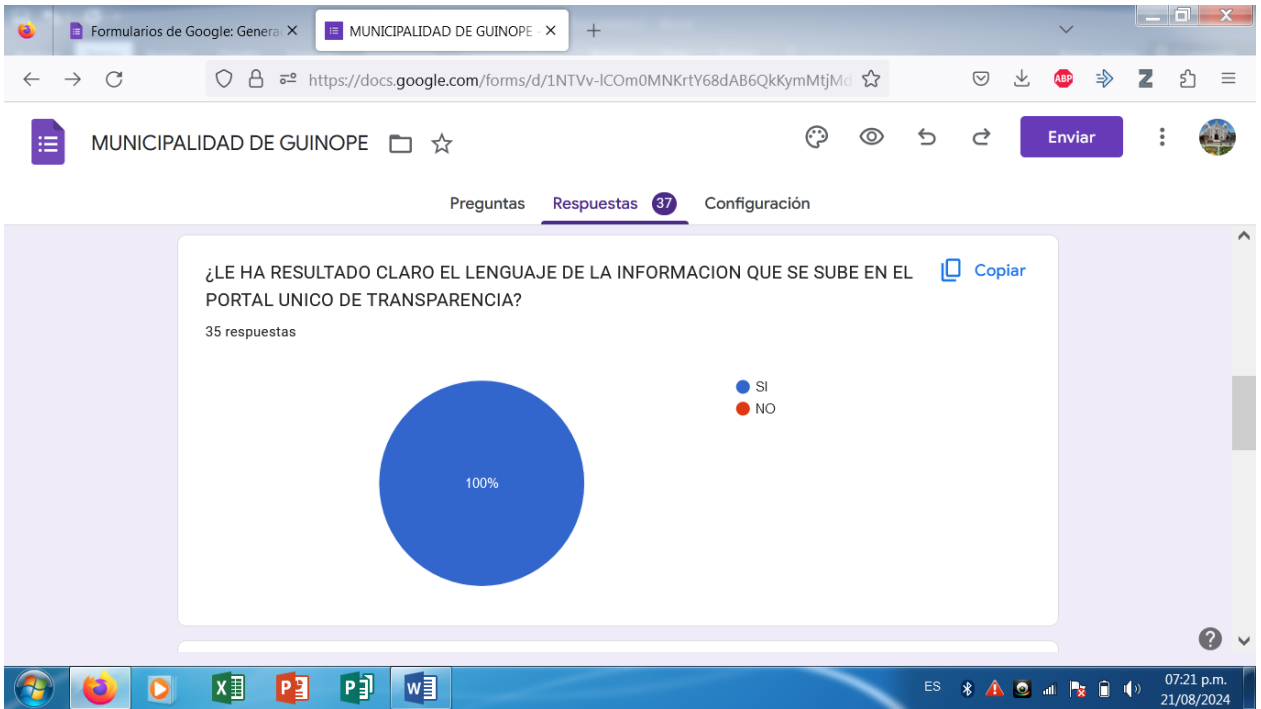 Formularios de Google: Genera
MUNICIPALIDAD DE GUINOPE -
https://docs.google.com/forms/d/1NTVv-lCOm0MNKrtY68dAB6QkKymMtjMd
ABP
Z
MUNICIPALIDAD DE GUINOPE
Enviar
Preguntas Respuestas 37 Configuración
¿LE HA RESULTADO CLARO EL LENGUAJE DE LA INFORMACION QUE SE SUBE EN EL
PORTAL UNICO DE TRANSPARENCIA?
Copiar
35 respuestas
SI
NO
100%
ES
07:21 p.m.
21/08/2024